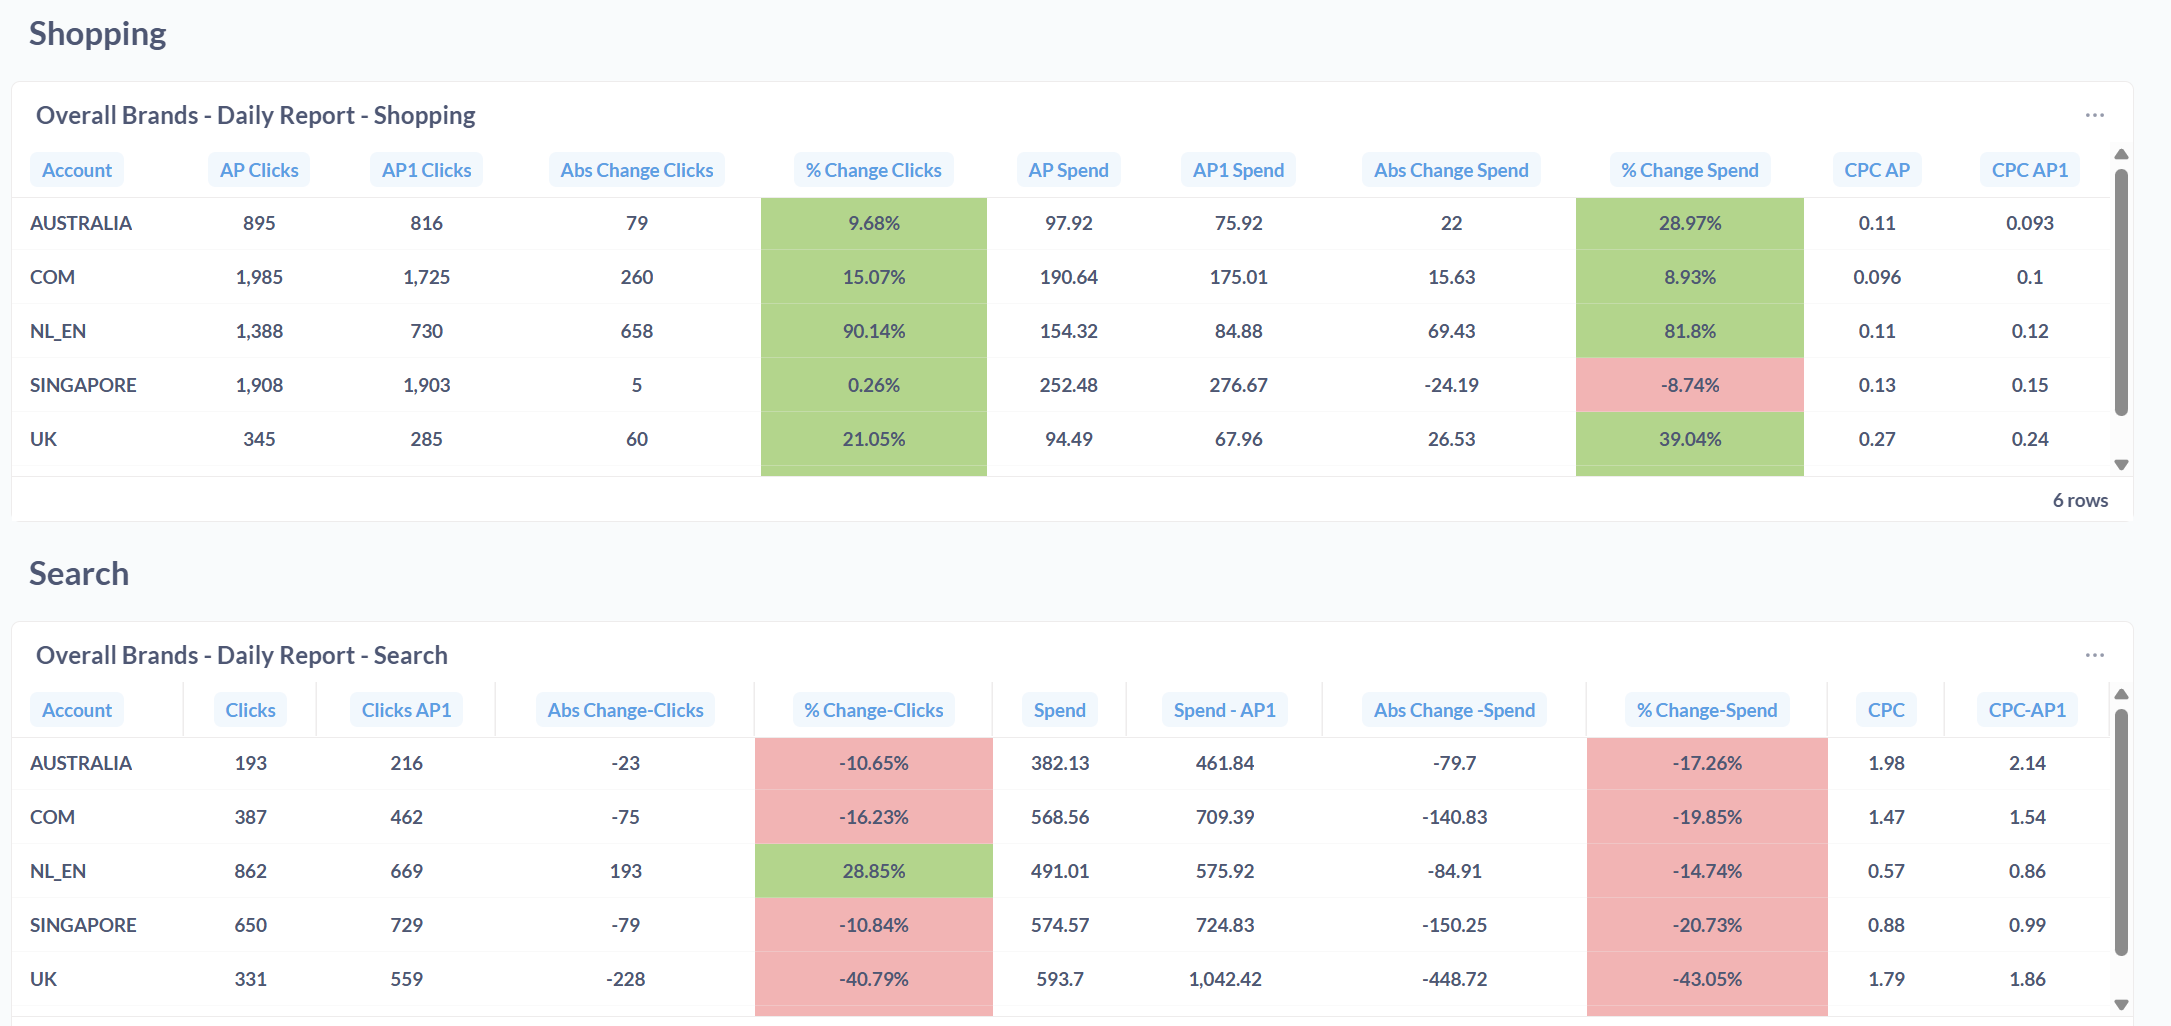 Shopping
Overall Brands - Daily Report - Shopping
Account AP Clicks AP1 Clicks Abs Change Clicks % Change Clicks AP Spend AP1 Spend Abs Change Spend % Change Spend CPC AP CPC AP1
AUSTRALIA 895 816 79 9.68% 97.92 75.92 22 28.97% 0.11 0.093
COM 1,985 1,725 260 15.07% 190.64 175.01 15.63 8.93% 0.096 0.1
NL_EN 1,388 730 658 90.14% 154.32 84.88 69.43 81.8% 0.11 0.12
SINGAPORE 1,908 1,903 5 0.26% 252.48 276.67 -24.19 -8.74% 0.13 0.15
UK 345 285 60 21.05% 94.49 67.96 26.53 39.04% 0.27 0.24
6 rows
Search
Overall Brands - Daily Report - Search
Account Clicks Clicks AP1 Abs Change-Clicks % Change-Clicks Spend Spend - AP1 Abs Change -Spend % Change-Spend CPC CPC-AP1
AUSTRALIA 193 216 -23 -10.65% 382.13 461.84 -79.7 -17.26% 1.98 2.14
COM 387 462 -75 -16.23% 568.56 709.39 -140.83 -19.85% 1.47 1.54
NL_EN 862 669 193 28.85% 491.01 575.92 -84.91 -14.74% 0.57 0.86
SINGAPORE 650 729 -79 -10.84% 574.57 724.83 -150.25 -20.73% 0.88 0.99
UK 331 559 -228 -40.79% 593.7 1,042.42 -448.72 -43.05% 1.79 1.86